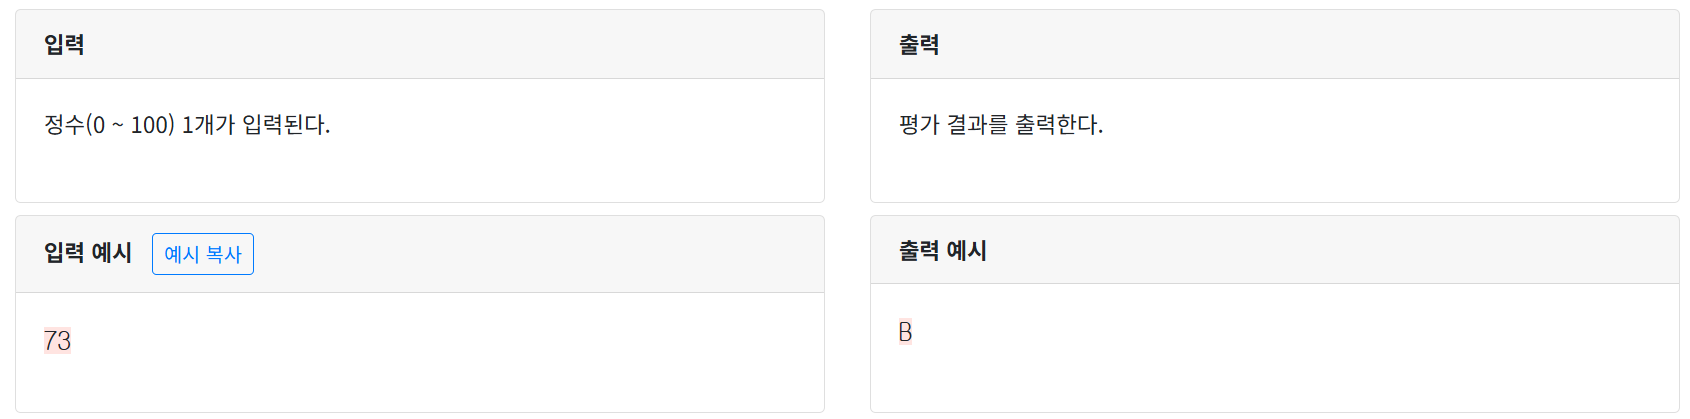 입력
정수(0 ~ 100) 1개가 입력된다.
출력
평가 결과를 출력한다.
입력 예시 예시 복사
73
출력 예시
B